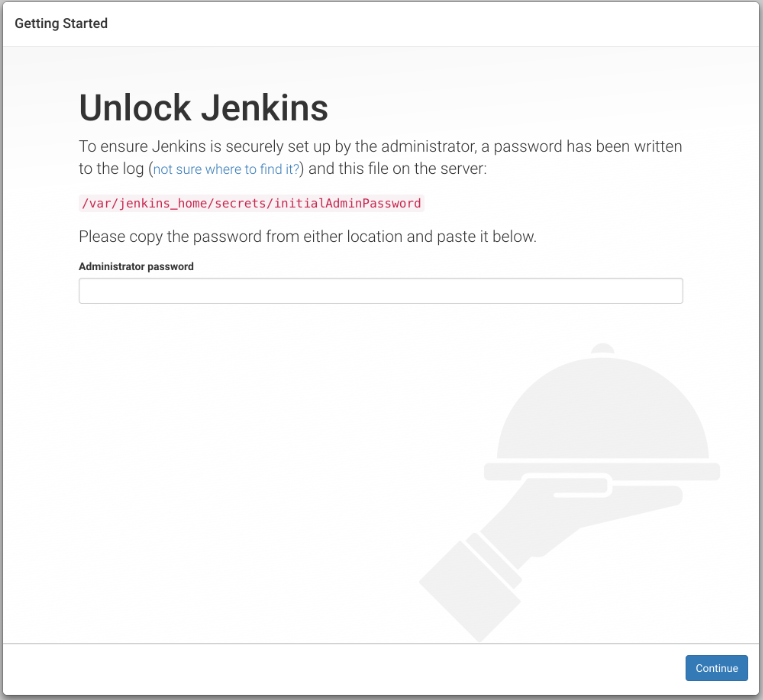 Getting Started
Unlock Jenkins
To ensure Jenkins is securely set up by the administrator, a password has been written
to the log (not sure where to find it?) and this file on the server:
/var/jenkins_home/secrets/initialAdminPassword
Please copy the password from either location and paste it below.
Administrator password
Continue